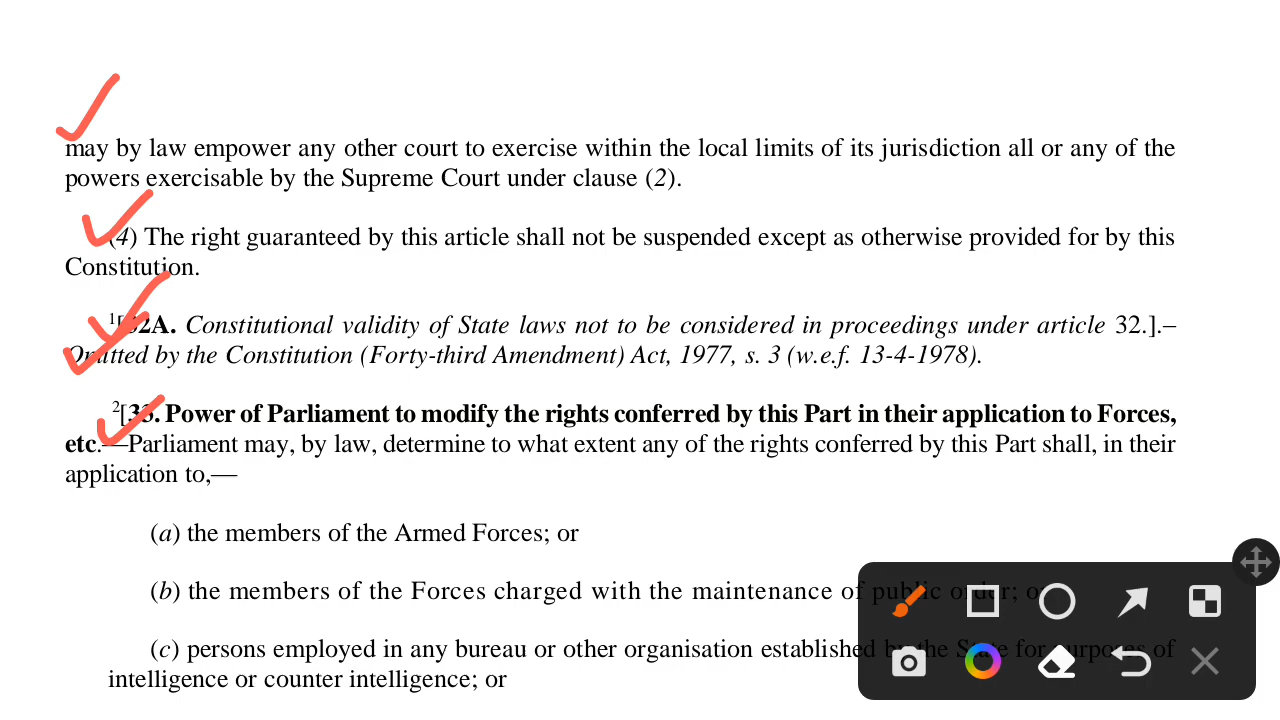 may by law empower any other court to exercise within the local limits of its jurisdiction all or any of the
powers exercisable by the Supreme Court under clause (2).
(4) The right guaranteed by this article shall not be suspended except as otherwise provided for by this
Constitution.
1[32A. Constitutional validity of State laws not to be considered in proceedings under article 32.].–
Omitted by the Constitution (Forty-third Amendment) Act, 1977, s. 3 (w.e.f. 13-4-1978).
2[33. Power of Parliament to modify the rights conferred by this Part in their application to Forces,
etc.—Parliament may, by law, determine to what extent any of the rights conferred by this Part shall, in their
application to,—
(a) the members of the Armed Forces; or
(b) the members of the Forces charged with the maintenance of public order; or
(c) persons employed in any bureau or other organisation established by the State for purposes of
intelligence or counter intelligence; or